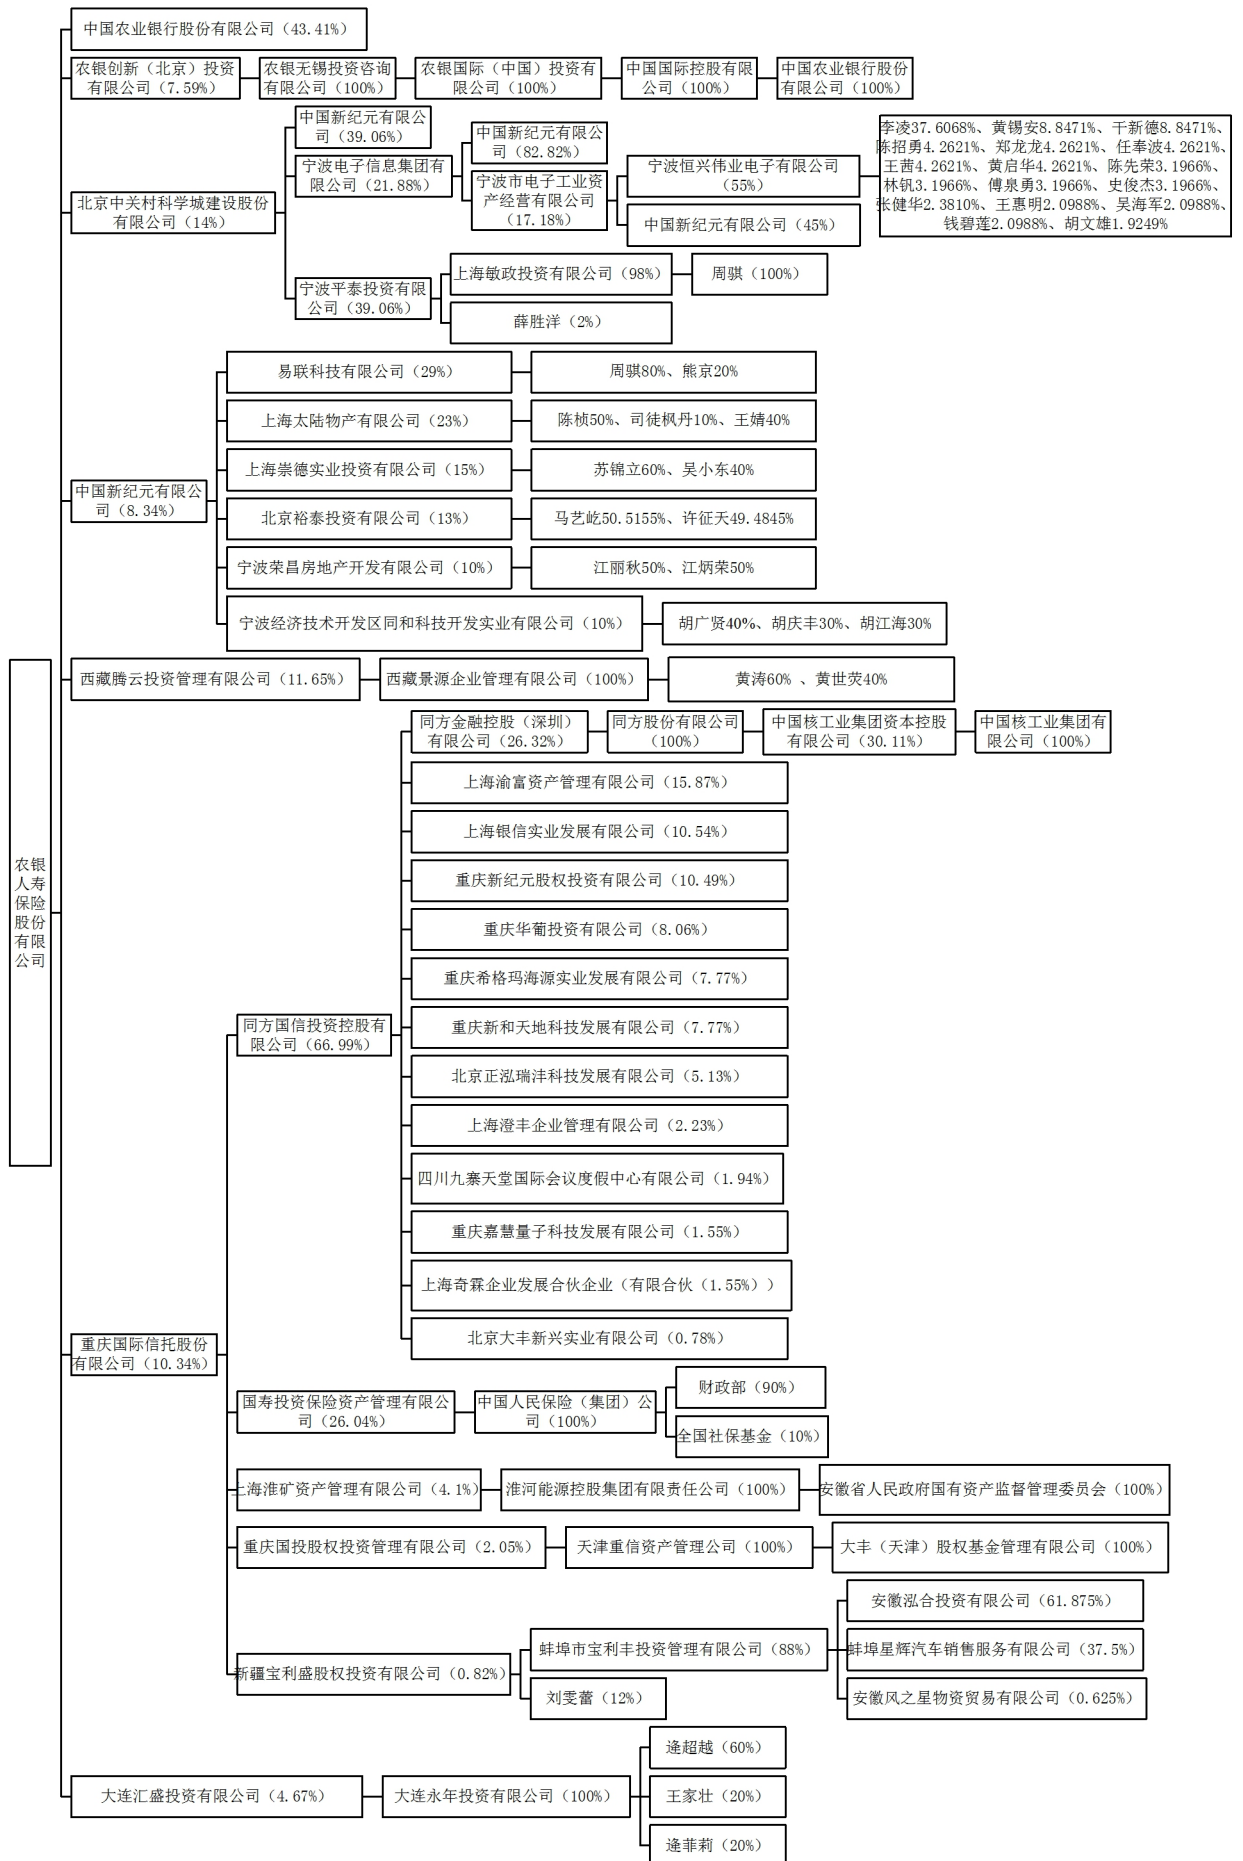 中国农业银行股份有限公司（43.41%）
农银创新（北京）投资
有限公司（7.59%）
农银无锡投资咨询
有限公司（100%）
农银国际（中国）投资有
限公司（100%）
中国国际控股有限
公司（100%）
中国农业银行股份
有限公司（100%）
北京中关村科学城建设股份
有限公司（14%）
中国新纪元有限公
司（39.06%）
宁波电子信息集团有
限公司（21.88%）
中国新纪元有限公
司（82.82%）
宁波市电子工业资
产经营有限公司
（17.18%）
宁波恒兴伟业电子有限公司
（55%）
李凌37.6068%、黄锡安8.8471%、干新德8.8471%、
陈招勇4.2621%、郑龙龙4.2621%、任奉波4.2621%、
王茜4.2621%、黄启华4.2621%、陈先荣3.1966%、
林钒3.1966%、傅泉勇3.1966%、史俊杰3.1966%、
张健华2.3810%、王惠明2.0988%、吴海军2.0988%、
钱碧莲2.0988%、胡文雄1.9249%
中国新纪元有限公司（45%）
宁波平泰投资有限公
司（39.06%）
上海敏政投资有限公司（98%）
周骐（100%）
薛胜洋（2%）
中国新纪元有限公
司（8.34%）
易联科技有限公司（29%）
周骐80%、熊京20%
上海太陆物产有限公司（23%）
陈桢50%、司徒枫丹10%、王婧40%
上海崇德实业投资有限公司（15%）
苏锦立60%、吴小东40%
北京裕泰投资有限公司（13%）
马艺屹50.5155%、许征天49.4845%
宁波荣昌房地产开发有限公司（10%）
江丽秋50%、江炳荣50%
宁波经济技术开发区同和科技开发实业有限公司（10%）
胡广贤40%、胡庆丰30%、胡江海30%
西藏腾云投资管理有限公司（11.65%）
西藏景源企业管理有限公司（100%）
黄涛60% 、黄世荧40%
农银
人寿
保险
股份
有限
公司
重庆国际信托股份
有限公司（10.34%）
同方国信投资控股有
限公司（66.99%）
同方金融控股（深圳）
有限公司（26.32%）
同方股份有限公司
（100%）
中国核工业集团资本控股
有限公司（30.11%）
中国核工业集团有
限公司（100%）
上海渝富资产管理有限公司（15.87%）
上海银信实业发展有限公司（10.54%）
重庆新纪元股权投资有限公司（10.49%）
重庆华葡投资有限公司（8.06%）
重庆希格玛海源实业发展有限公司（7.77%）
重庆新和天地科技发展有限公司（7.77%）
北京正泓瑞沣科技发展有限公司（5.13%）
上海澄丰企业管理有限公司（2.23%）
四川九寨天堂国际会议度假中心有限公司（1.94%）
重庆嘉慧量子科技发展有限公司（1.55%）
上海奇霖企业发展合伙企业（有限合伙（1.55%））
北京大丰新兴实业有限公司（0.78%）
国寿投资保险资产管理有限公
司（26.04%）
中国人民保险（集团）公
司（100%）
财政部（90%）
全国社保基金（10%）
上海淮矿资产管理有限公司（4.1%）
淮河能源控股集团有限责任公司（100%）
安徽省人民政府国有资产监督管理委员会（100%）
重庆国投股权投资管理有限公司（2.05%）
天津重信资产管理公司（100%）
大丰（天津）股权基金管理有限公司（100%）
新疆宝利盛股权投资有限公司（0.82%）
蚌埠市宝利丰投资管理有限公司（88%）
安徽泓合投资有限公司（61.875%）
蚌埠星辉汽车销售服务有限公司（37.5%）
安徽风之星物资贸易有限公司（0.625%）
刘雯蕾（12%）
大连汇盛投资有限公司（4.67%）
大连永年投资有限公司（100%）
逄超越（60%）
王家壮（20%）
逄菲莉（20%）